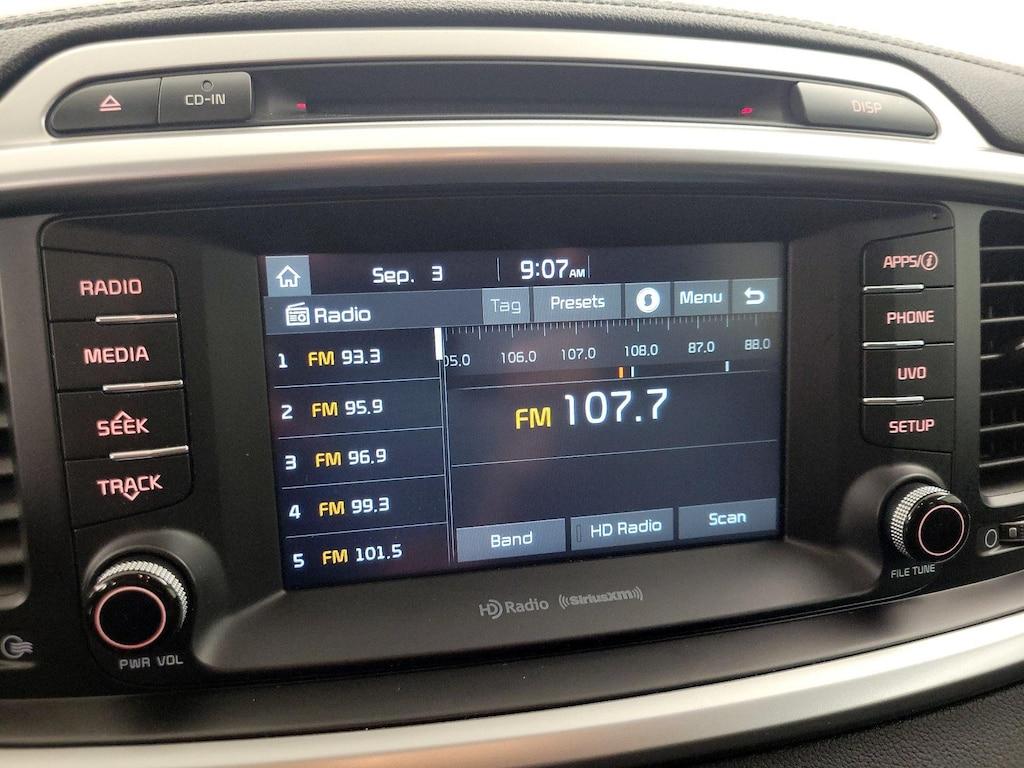 CD-IN
DISP
RADIO
MEDIA
SEEK
TRACK
PWR VOL
Sep. 3
9:07 AM
Radio
Tag
Presets
Menu
1 FM 93.3
2 FM 95.9
3 FM 96.9
4 FM 99.3
5 FM 101.5
05.0 106.0 107.0 108.0 87.0 88.0
FM 107.7
Band
HD Radio
Scan
HD Radio
((SiriusXM))
APPS/i
PHONE
UVO
SETUP
FILE TUNE